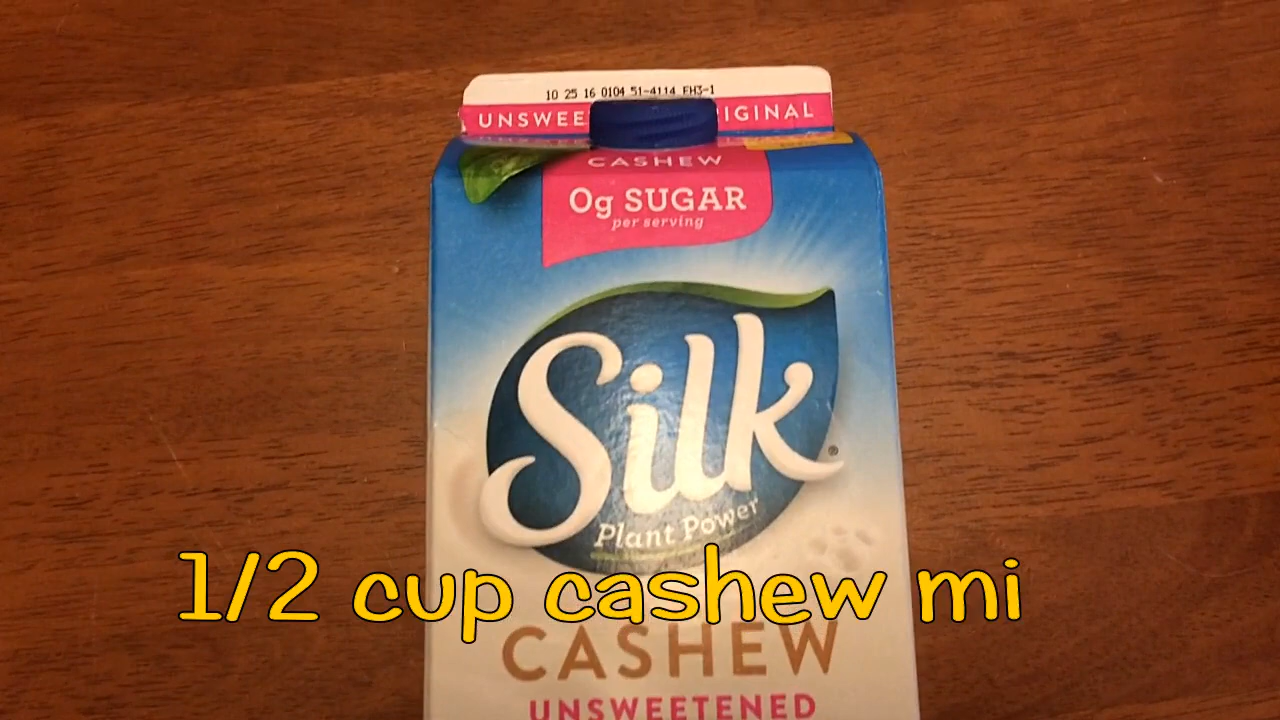 10 25 16 0104 51-4114 EH3-1
UNSWEE IGINAL
CASHEW
0g SUGAR
per serving
Silk
®
Plant Power
1/2 cup cashew mi
CASHEW
UNSWEETENED